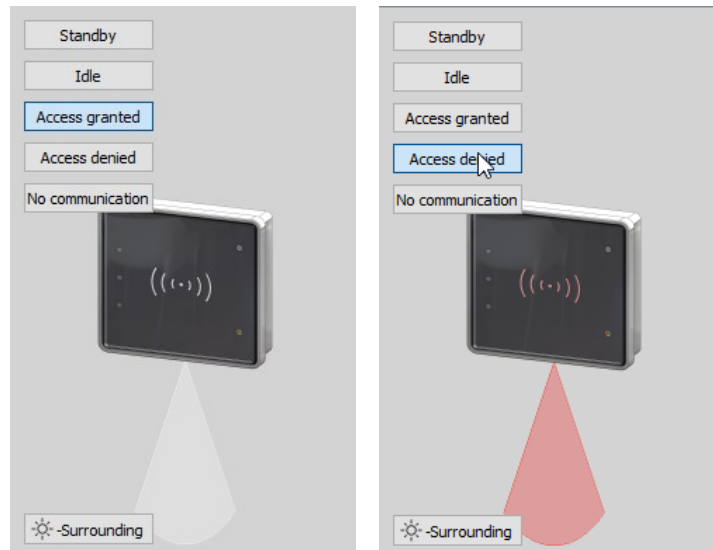 Standby
Idle
Access granted
Access denied
No communication
-Surrounding
Standby
Idle
Access granted
Access denied
No communication
-Surrounding